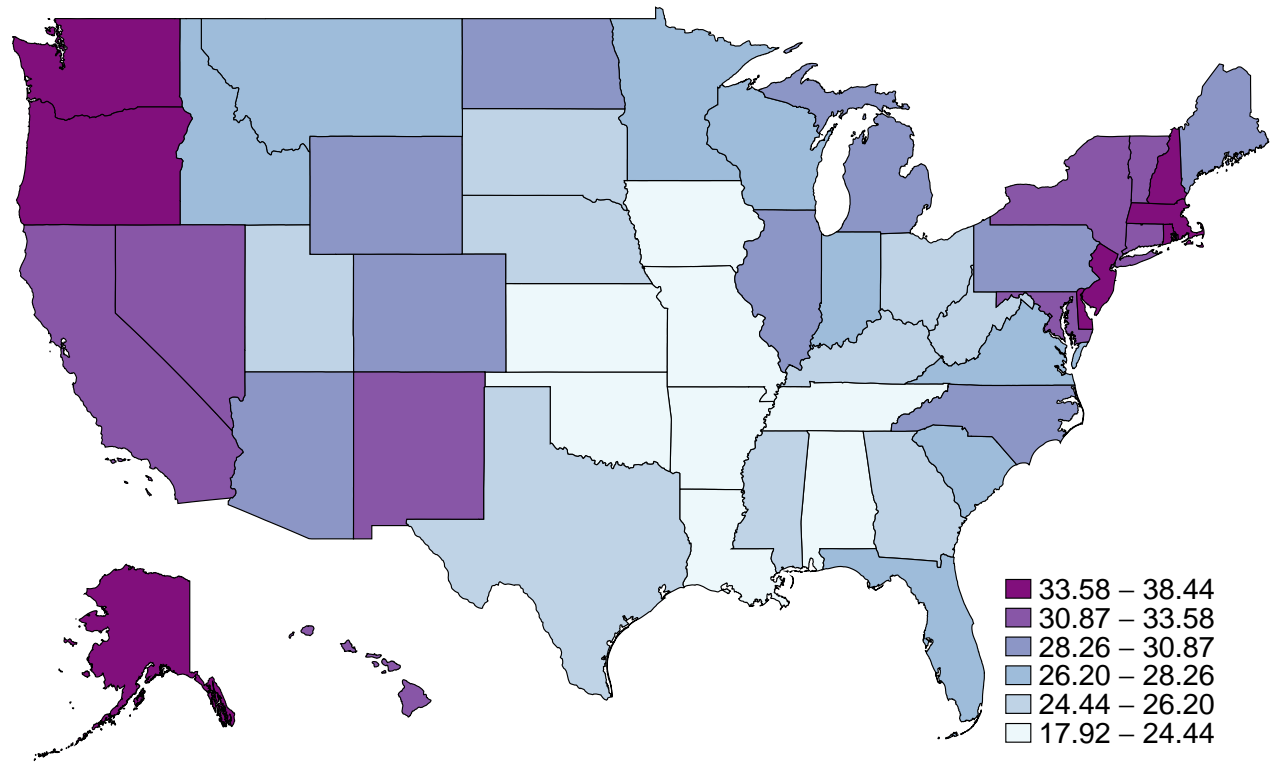 33.58 – 38.44
30.87 – 33.58
28.26 – 30.87
26.20 – 28.26
24.44 – 26.20
17.92 – 24.44